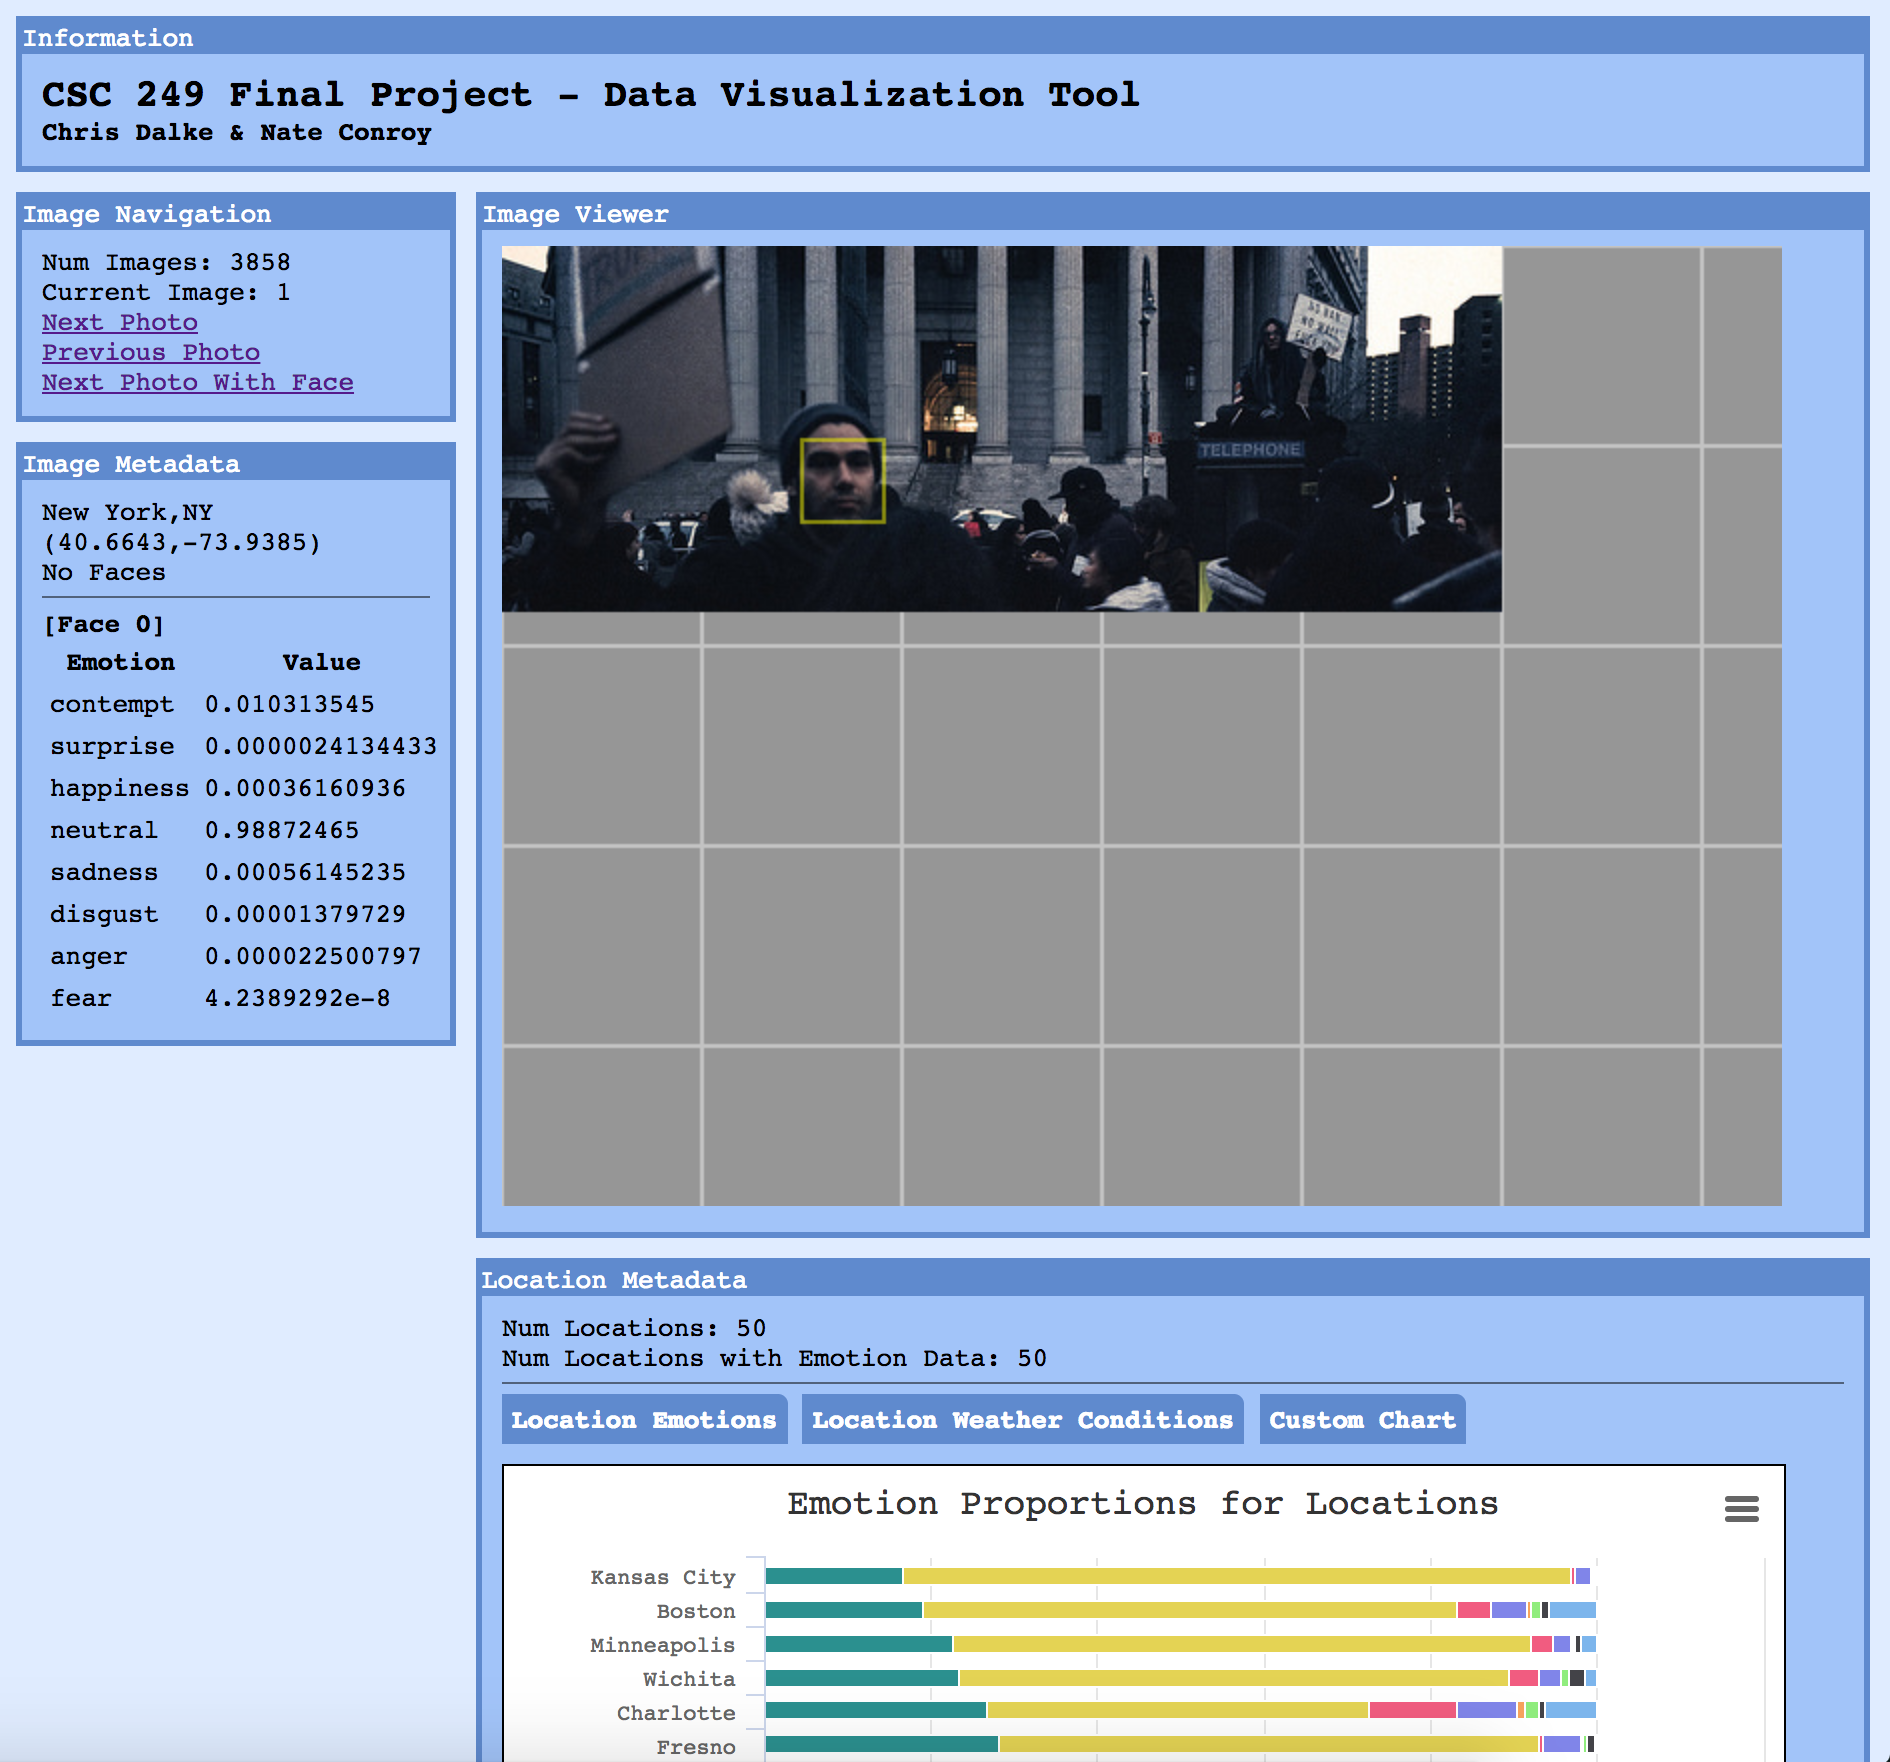 Information
CSC 249 Final Project - Data Visualization Tool
Chris Dalke & Nate Conroy
Image Navigation
Num Images: 3858
Current Image: 1
Next Photo
Previous Photo
Next Photo With Face
Image Metadata
New York,NY
(40.6643,-73.9385)
No Faces
[Face 0]
Emotion Value
contempt 0.010313545
surprise 0.0000024134433
happiness 0.00036160936
neutral 0.98872465
sadness 0.00056145235
disgust 0.00001379729
anger 0.000022500797
fear 4.2389292e-8
Image Viewer
NO BAN
NO WALL
TELEPHONE
Location Metadata
Num Locations: 50
Num Locations with Emotion Data: 50
Location Emotions Location Weather Conditions Custom Chart
Emotion Proportions for Locations
Kansas City
Boston
Minneapolis
Wichita
Charlotte
Fresno